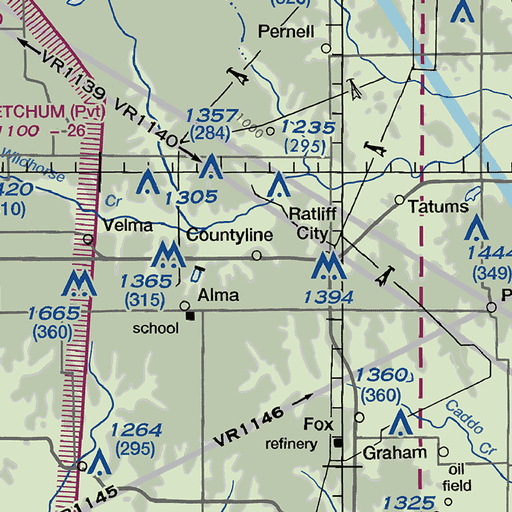 Pernell
VR1139
ETCHUM (Pvt)
1100 --26
VR1140
1357
(284)
1000
1235
(295)
Wildhorse
Cr
420
10)
1305
Ratliff
City
Tatums
Velma
Countyline
1444
(349)
1365
(315)
1394
1665
(360)
Alma
school
P
1360
(360)
VR1146
1264
(295)
Fox
refinery
Caddo
Cr
Graham
oil
field
VR1145
1325